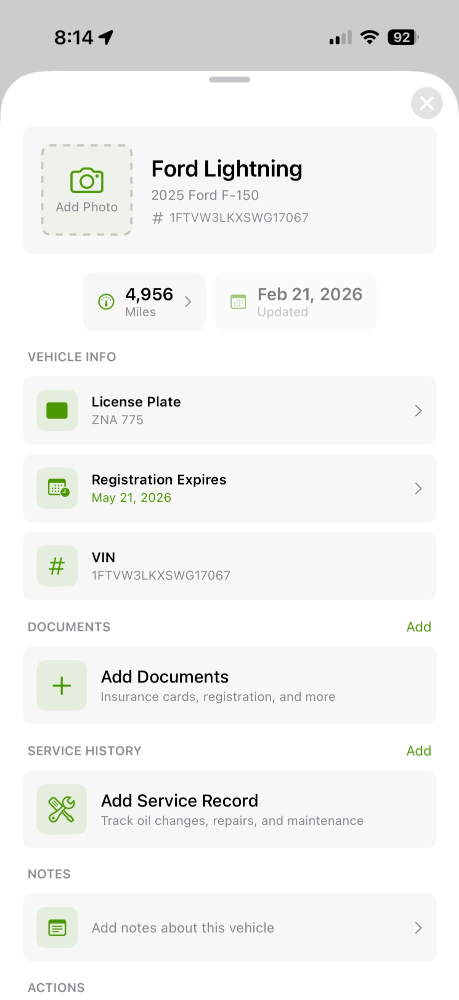 8:14
92
Ford Lightning
Add Photo
2025 Ford F-150
# 1FTVW3LKXSWG17067
4,956
Miles
Feb 21, 2026
Updated
VEHICLE INFO
License Plate
ZNA 775
Registration Expires
May 21, 2026
# VIN
1FTVW3LKXSWG17067
DOCUMENTS
Add
Add Documents
Insurance cards, registration, and more
SERVICE HISTORY
Add
Add Service Record
Track oil changes, repairs, and maintenance
NOTES
Add notes about this vehicle
ACTIONS